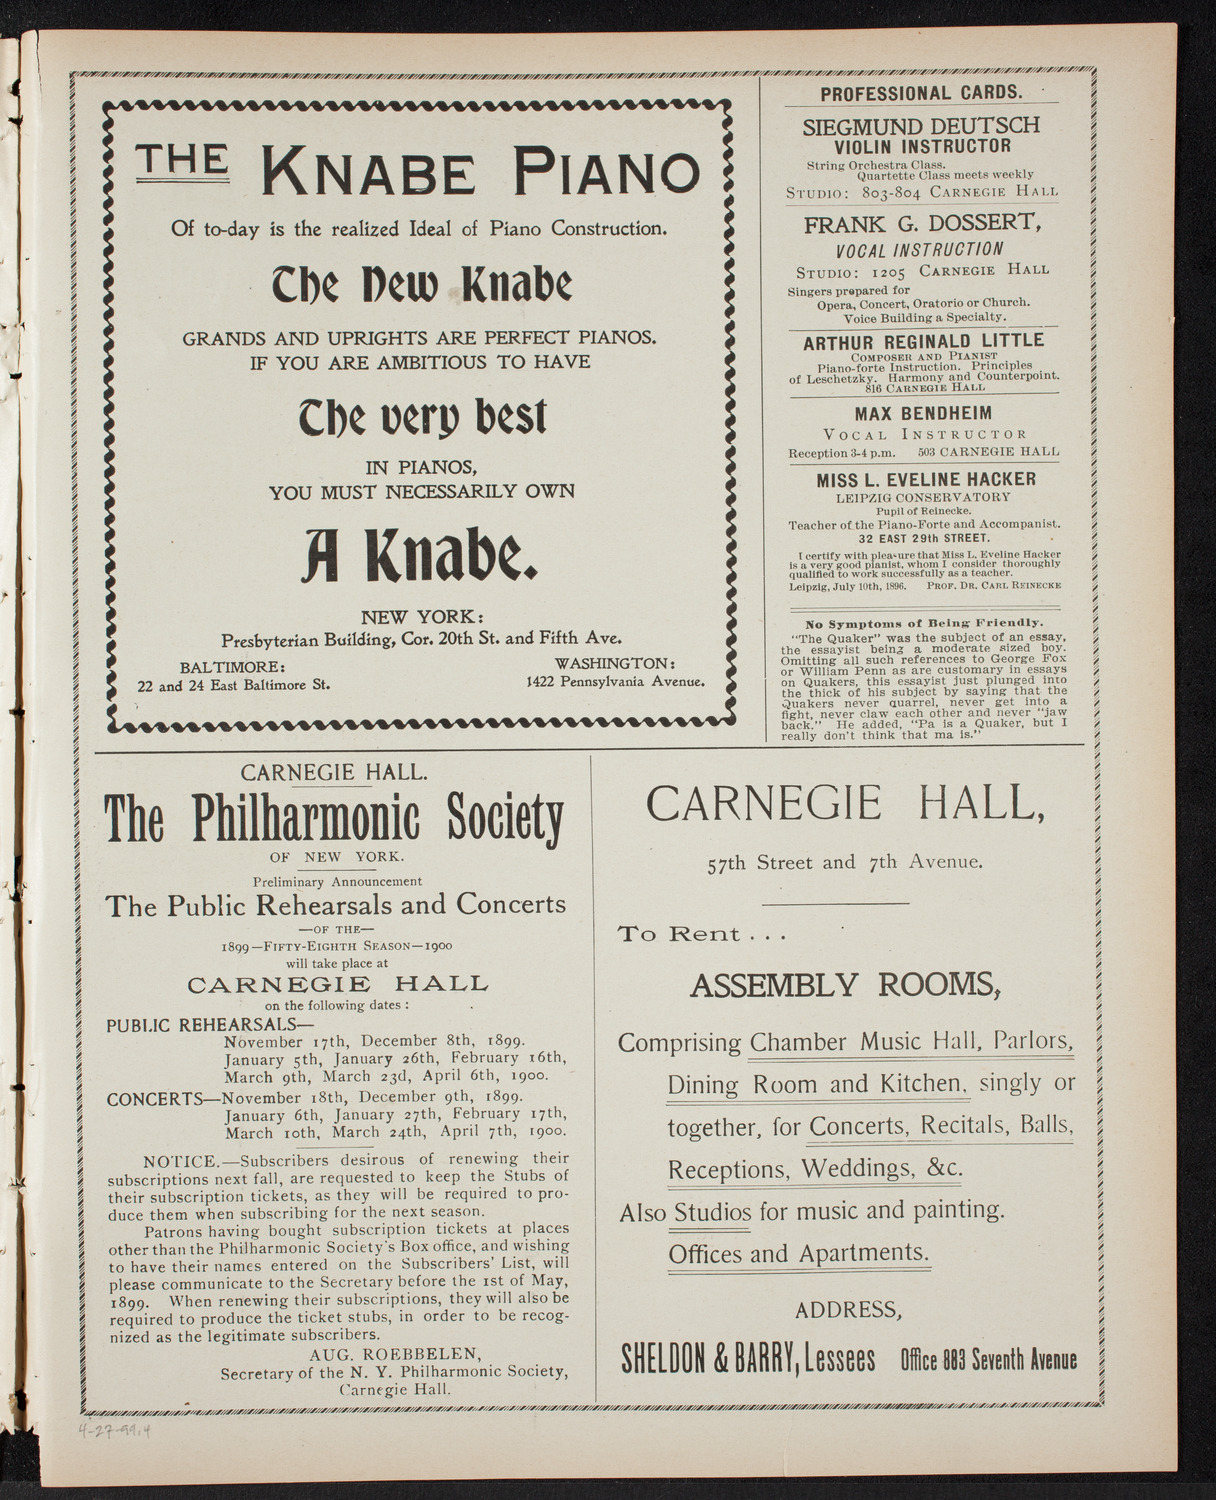 THE KNABE PIANO
Of to-day is the realized Ideal of Piano Construction.
The New Knabe
GRANDS AND UPRIGHTS ARE PERFECT PIANOS.
IF YOU ARE AMBITIOUS TO HAVE
The very best
IN PIANOS,
YOU MUST NECESSARILY OWN
A Knabe.
NEW YORK:
Presbyterian Building, Cor. 20th St. and Fifth Ave.
BALTIMORE:
22 and 24 East Baltimore St.
WASHINGTON:
1422 Pennsylvania Avenue.
PROFESSIONAL CARDS.
SIEGMUND DEUTSCH
VIOLIN INSTRUCTOR
String Orchestra Class.
Quartette Class meets weekly
STUDIO: 803-804 CARNEGIE HALL
FRANK G. DOSSERT,
VOCAL INSTRUCTION
STUDIO: 1205 CARNEGIE HALL
Singers prepared for
Opera, Concert, Oratorio or Church.
Voice Building a Specialty.
ARTHUR REGINALD LITTLE
COMPOSER AND PIANIST
Piano-forte Instruction. Principles
of Leschetzky. Harmony and Counterpoint.
816 CARNEGIE HALL
MAX BENDHEIM
VOCAL INSTRUCTOR
Reception 3-4 p.m. 503 CARNEGIE HALL
MISS L. EVELINE HACKER
LEIPZIG CONSERVATORY
Pupil of Reinecke.
Teacher of the Piano-Forte and Accompanist.
32 EAST 29th STREET.
I certify with pleasure that Miss L. Eveline Hacker
is a very good pianist, whom I consider thoroughly
qualified to work successfully as a teacher.
Leipzig, July 10th, 1896. PROF. DR. CARL REINECKE
No Symptoms of Being Friendly.
"The Quaker" was the subject of an essay,
the essayist being a moderate sized boy.
Omitting all such references to George Fox
or William Penn as are customary in essays
on Quakers, this essayist just plunged into
the thick of his subject by saying that the
Quakers never quarrel, never get into a
fight, never claw each other and never "jaw
back." He added, "Pa is a Quaker, but I
really don't think that ma is."
CARNEGIE HALL.
The Philharmonic Society
OF NEW YORK.
Preliminary Announcement
The Public Rehearsals and Concerts
—OF THE—
1899—FIFTY-EIGHTH SEASON—1900
will take place at
CARNEGIE HALL
on the following dates:
PUBLIC REHEARSALS—
November 17th, December 8th, 1899.
January 5th, January 26th, February 16th,
March 9th, March 23d, April 6th, 1900.
CONCERTS—November 18th, December 9th, 1899.
January 6th, January 27th, February 17th,
March 10th, March 24th, April 7th, 1900.
NOTICE.—Subscribers desirous of renewing their
subscriptions next fall, are requested to keep the Stubs of
their subscription tickets, as they will be required to pro-
duce them when subscribing for the next season.
Patrons having bought subscription tickets at places
other than the Philharmonic Society's Box office, and wishing
to have their names entered on the Subscribers' List, will
please communicate to the Secretary before the 1st of May,
1899. When renewing their subscriptions, they will also be
required to produce the ticket stubs, in order to be recog-
nized as the legitimate subscribers.
AUG. ROEBBELEN,
Secretary of the N. Y. Philharmonic Society,
Carnegie Hall.
CARNEGIE HALL,
57th Street and 7th Avenue.
To Rent . . .
ASSEMBLY ROOMS,
Comprising Chamber Music Hall, Parlors,
Dining Room and Kitchen, singly or
together, for Concerts, Recitals, Balls,
Receptions, Weddings, &c.
Also Studios for music and painting.
Offices and Apartments.
ADDRESS,
SHELDON & BARRY, Lessees Office 883 Seventh Avenue
4-27-99.4